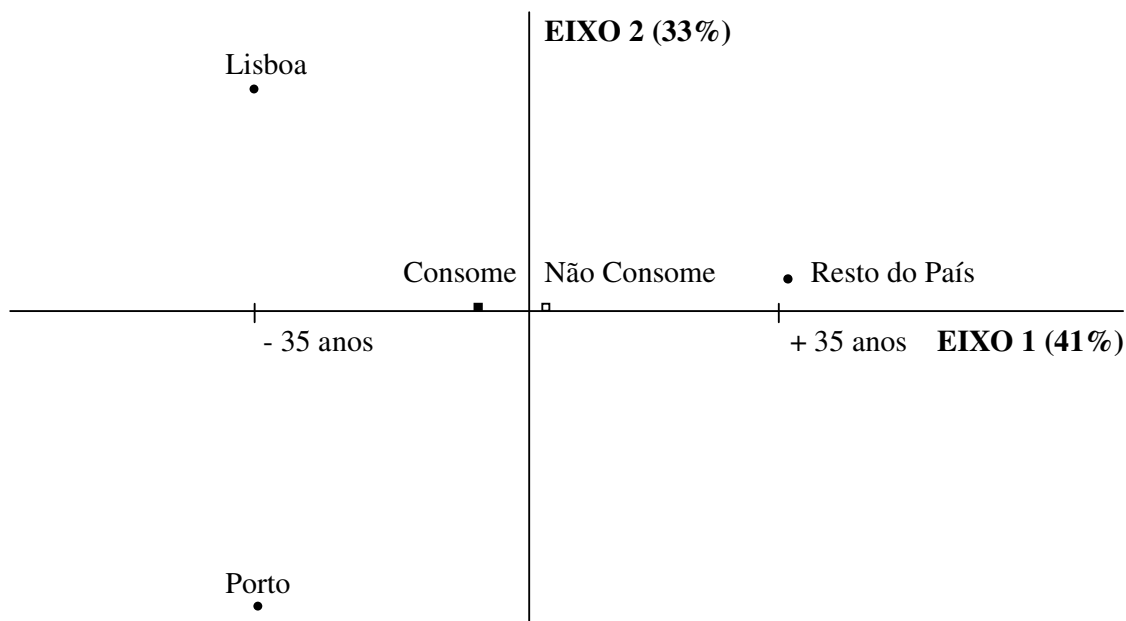 EIXO 2 (33%)
Lisboa
Consome
Não Consome
Resto do País
- 35 anos
+ 35 anos
EIXO 1 (41%)
Porto